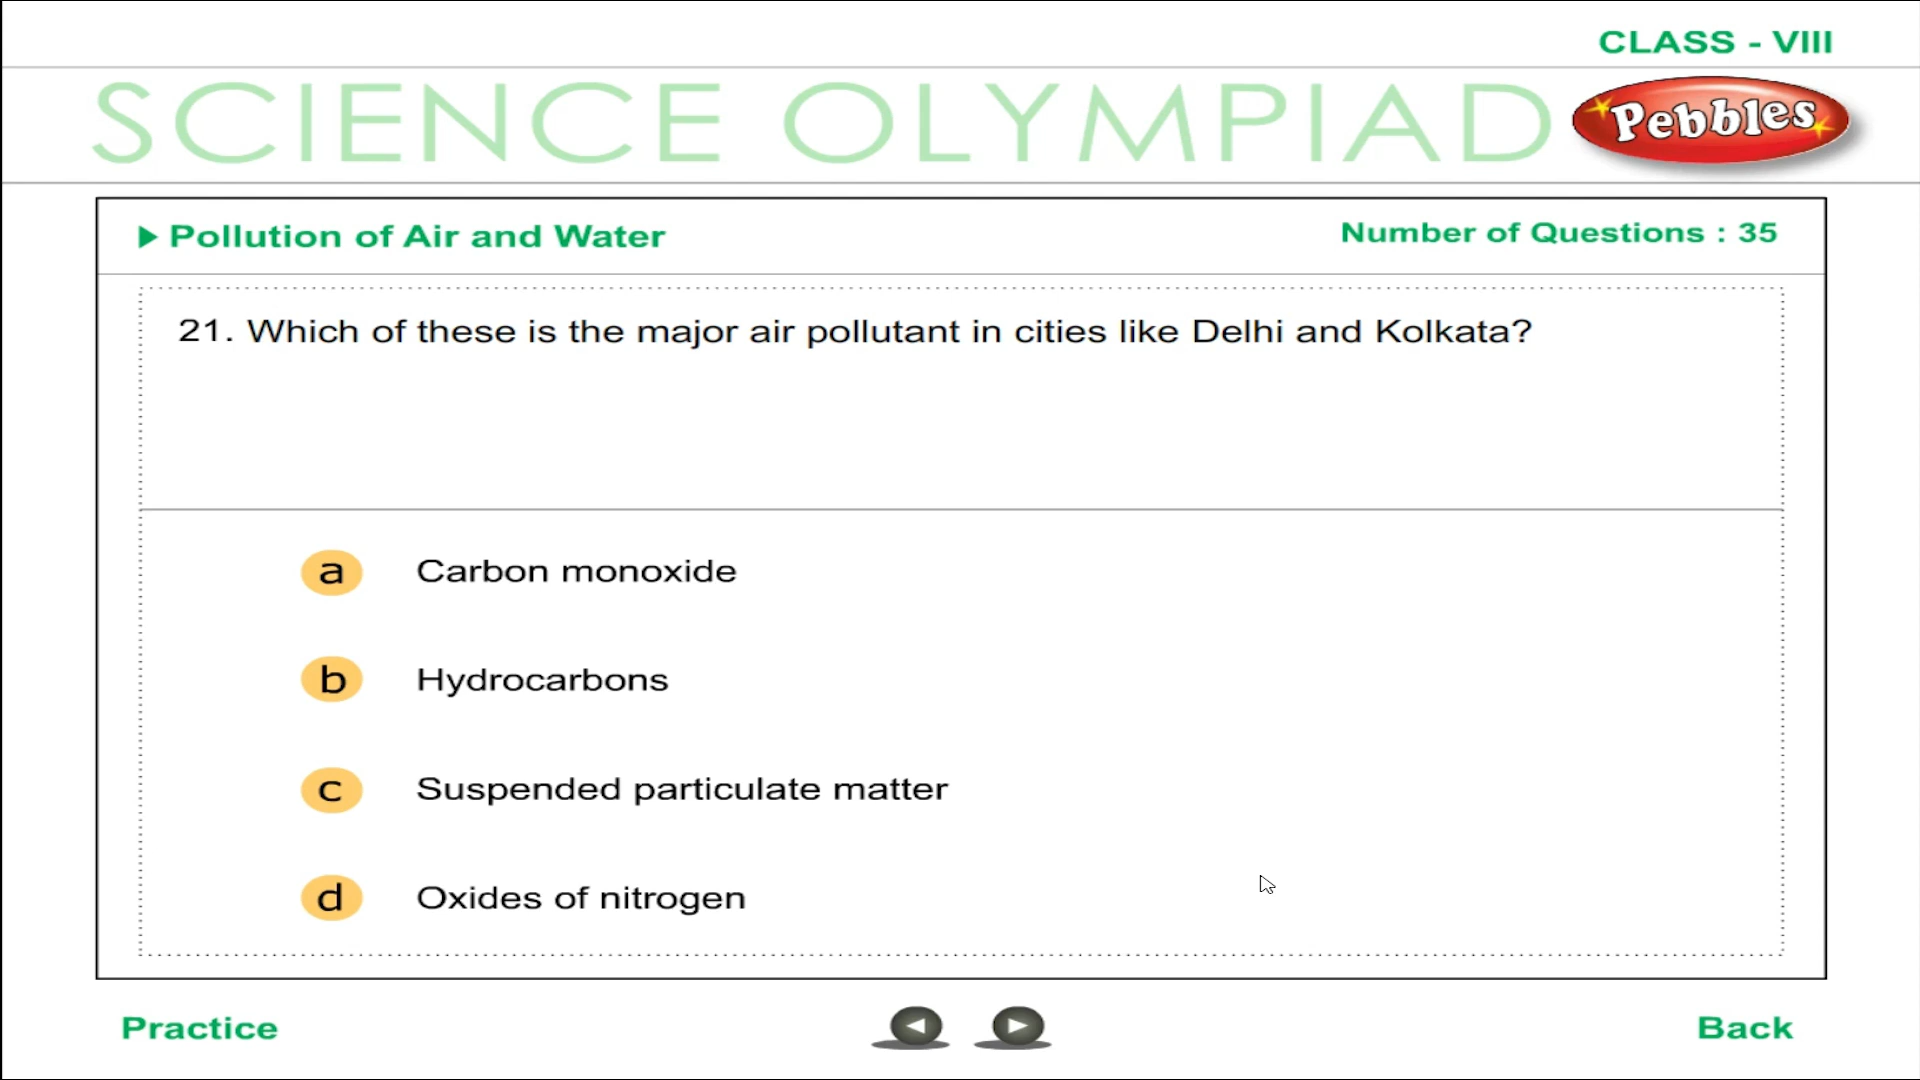 CLASS - VIII
SCIENCE OLYMPIAD
Pebbles
Pollution of Air and Water
Number of Questions : 35
21. Which of these is the major air pollutant in cities like Delhi and Kolkata?
a Carbon monoxide
b Hydrocarbons
c Suspended particulate matter
d Oxides of nitrogen
Practice
Back